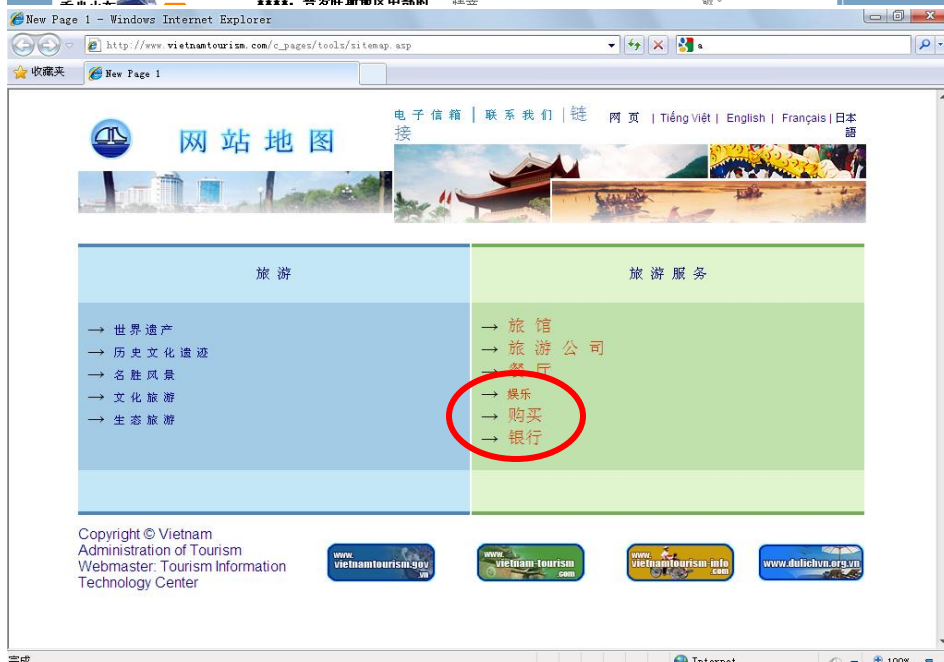 New Page 1 - Windows Internet Explorer
http://www.vietnamtourism.com/c_pages/tools/sitemap.asp
a
收藏夹
New Page 1
网站地图
电子信箱 | 联系我们 | 链接
网页 | Tiếng Việt | English | Français | 日本語
旅游
旅游服务
→ 世界遗产
→ 历史文化遗迹
→ 名胜风景
→ 文化旅游
→ 生态旅游
→ 旅馆
→ 旅游公司
→ 餐厅
→ 娱乐
→ 购买
→ 银行
Copyright © Vietnam
Administration of Tourism
Webmaster: Tourism Information
Technology Center
www.vietnamtourism.gov.vn
www.vietnam-tourism.com
www.vietnamtourism-info.com
www.dulichvn.org.vn
完成
Internet
100%